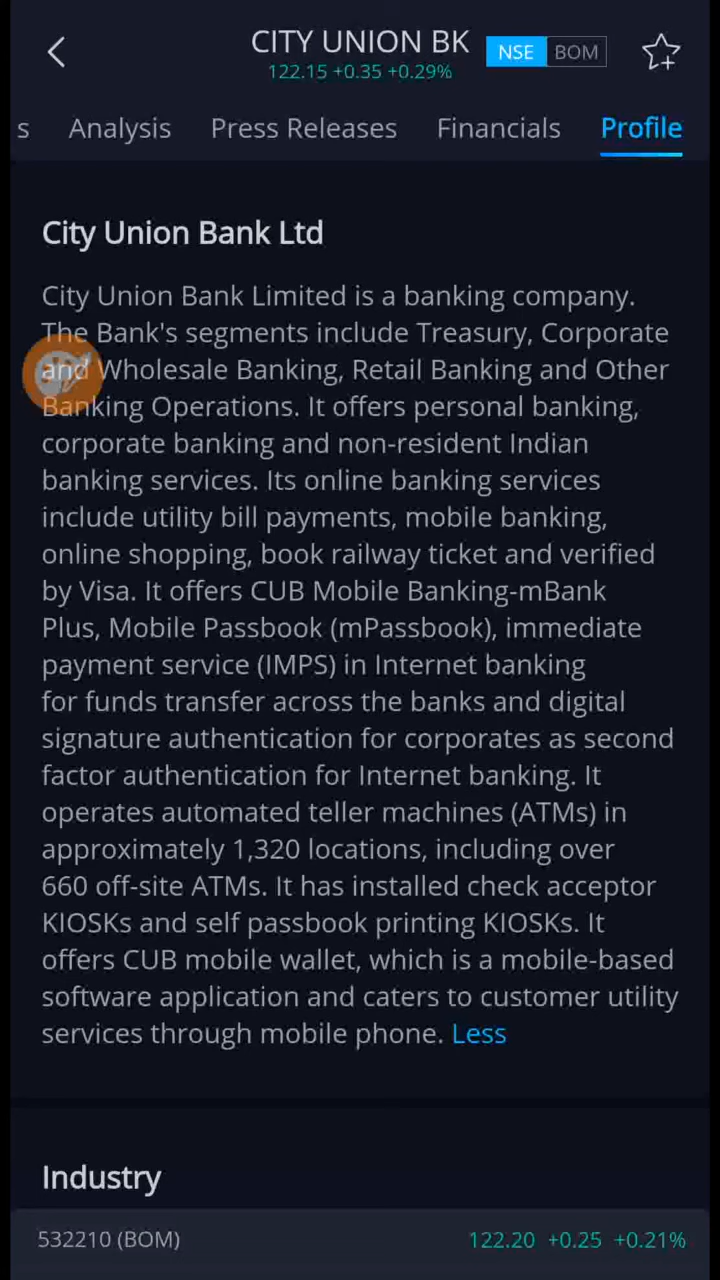 CITY UNION BK
NSE BOM
122.15 +0.35 +0.29%
s Analysis Press Releases Financials Profile
City Union Bank Ltd
City Union Bank Limited is a banking company.
The Bank's segments include Treasury, Corporate
and Wholesale Banking, Retail Banking and Other
Banking Operations. It offers personal banking,
corporate banking and non-resident Indian
banking services. Its online banking services
include utility bill payments, mobile banking,
online shopping, book railway ticket and verified
by Visa. It offers CUB Mobile Banking-mBank
Plus, Mobile Passbook (mPassbook), immediate
payment service (IMPS) in Internet banking
for funds transfer across the banks and digital
signature authentication for corporates as second
factor authentication for Internet banking. It
operates automated teller machines (ATMs) in
approximately 1,320 locations, including over
660 off-site ATMs. It has installed check acceptor
KIOSKs and self passbook printing KIOSKs. It
offers CUB mobile wallet, which is a mobile-based
software application and caters to customer utility
services through mobile phone. Less
Industry
532210 (BOM) 122.20 +0.25 +0.21%